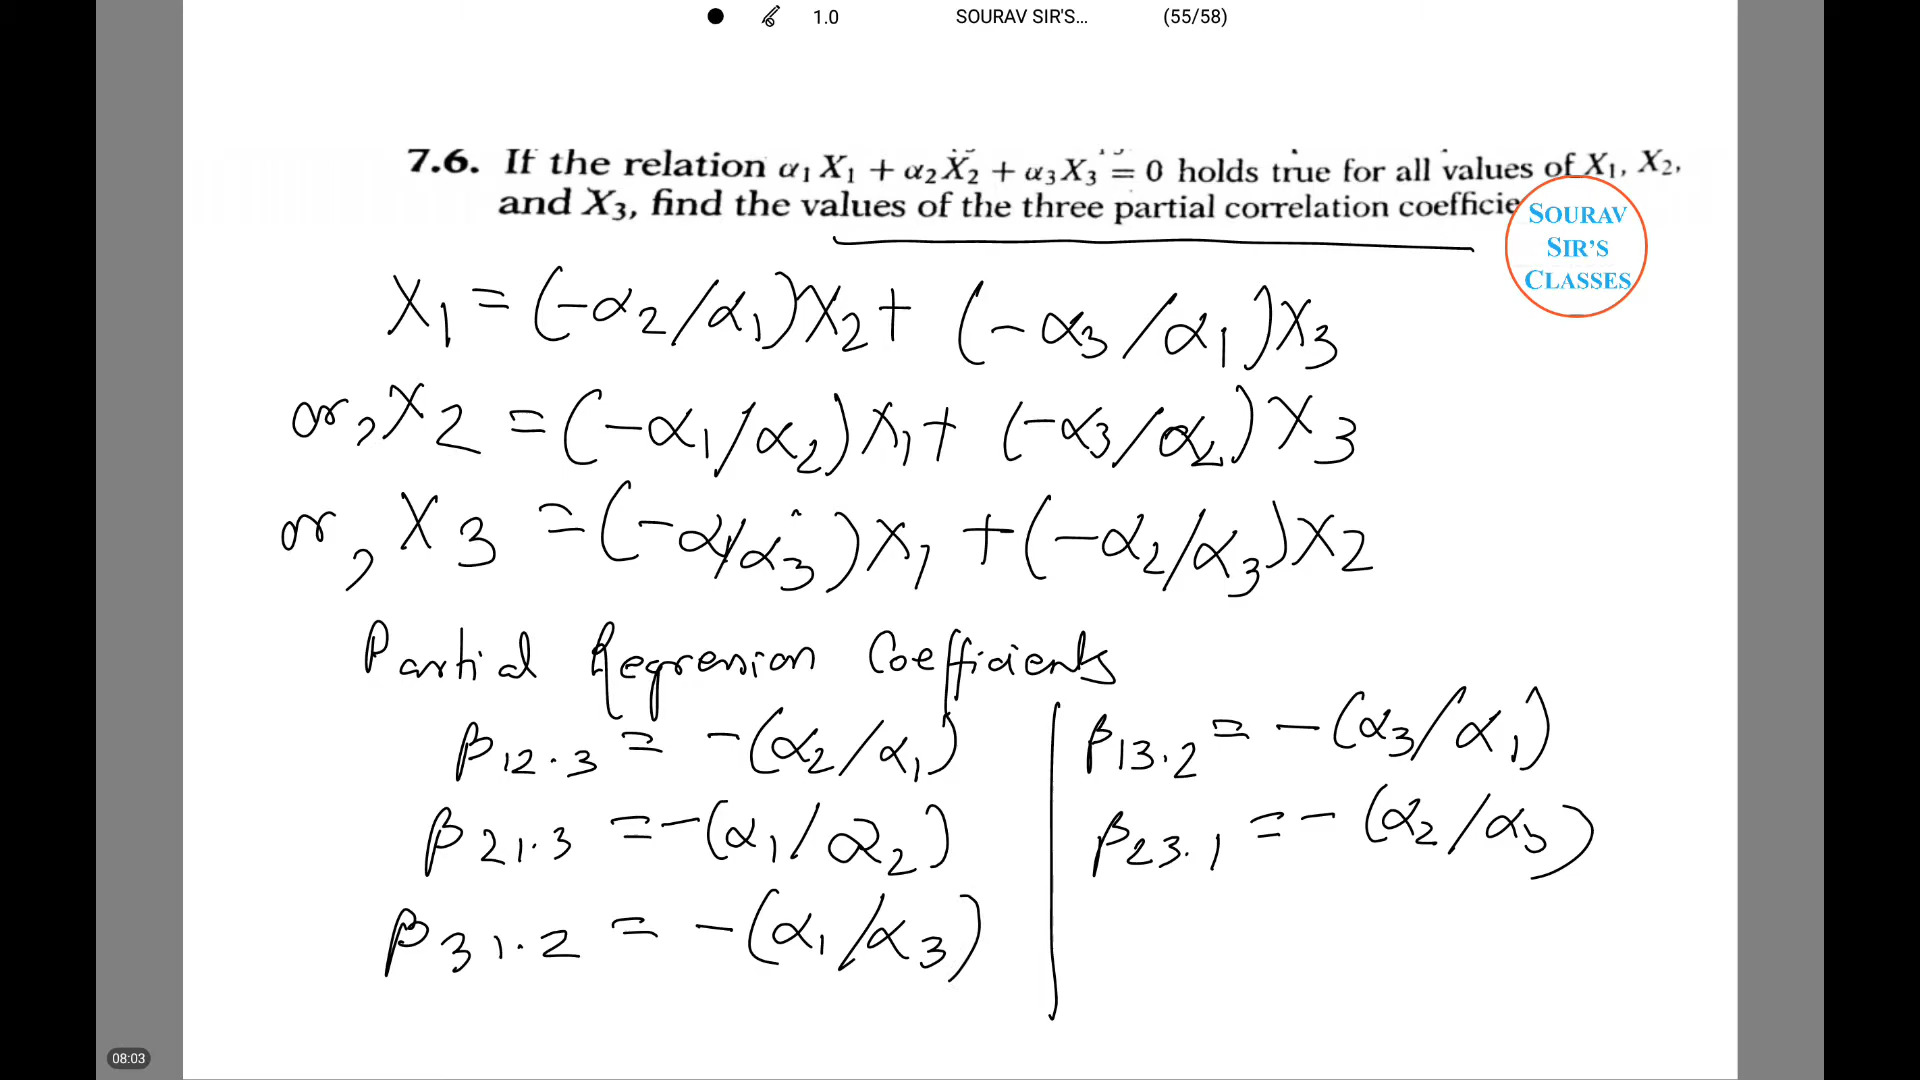 1.0 SOURAV SIR'S... (55/58)
7.6. If the relation α₁X₁ + α₂X₂ + α₃X₃ = 0 holds true for all values of X₁, X₂,
and X₃, find the values of the three partial correlation
SOURAV
SIR'S
CLASSES
X₁ = (-α₂/α₁)X₂ + (-α₃/α₁)X₃
or, X₂ = (-α₁/α₂)X₁ + (-α₃/α₂)X₃
or, X₃ = (-α₁/α₃)X₁ + (-α₂/α₃)X₂
Partial Regression Coefficients
β₁₂.₃ = -(α₂/α₁) β₁₃.₂ = -(α₃/α₁)
β₂₁.₃ = -(α₁/α₂) β₂₃.₁ = -(α₂/α₃)
β₃₁.₂ = -(α₁/α₃)
08:03